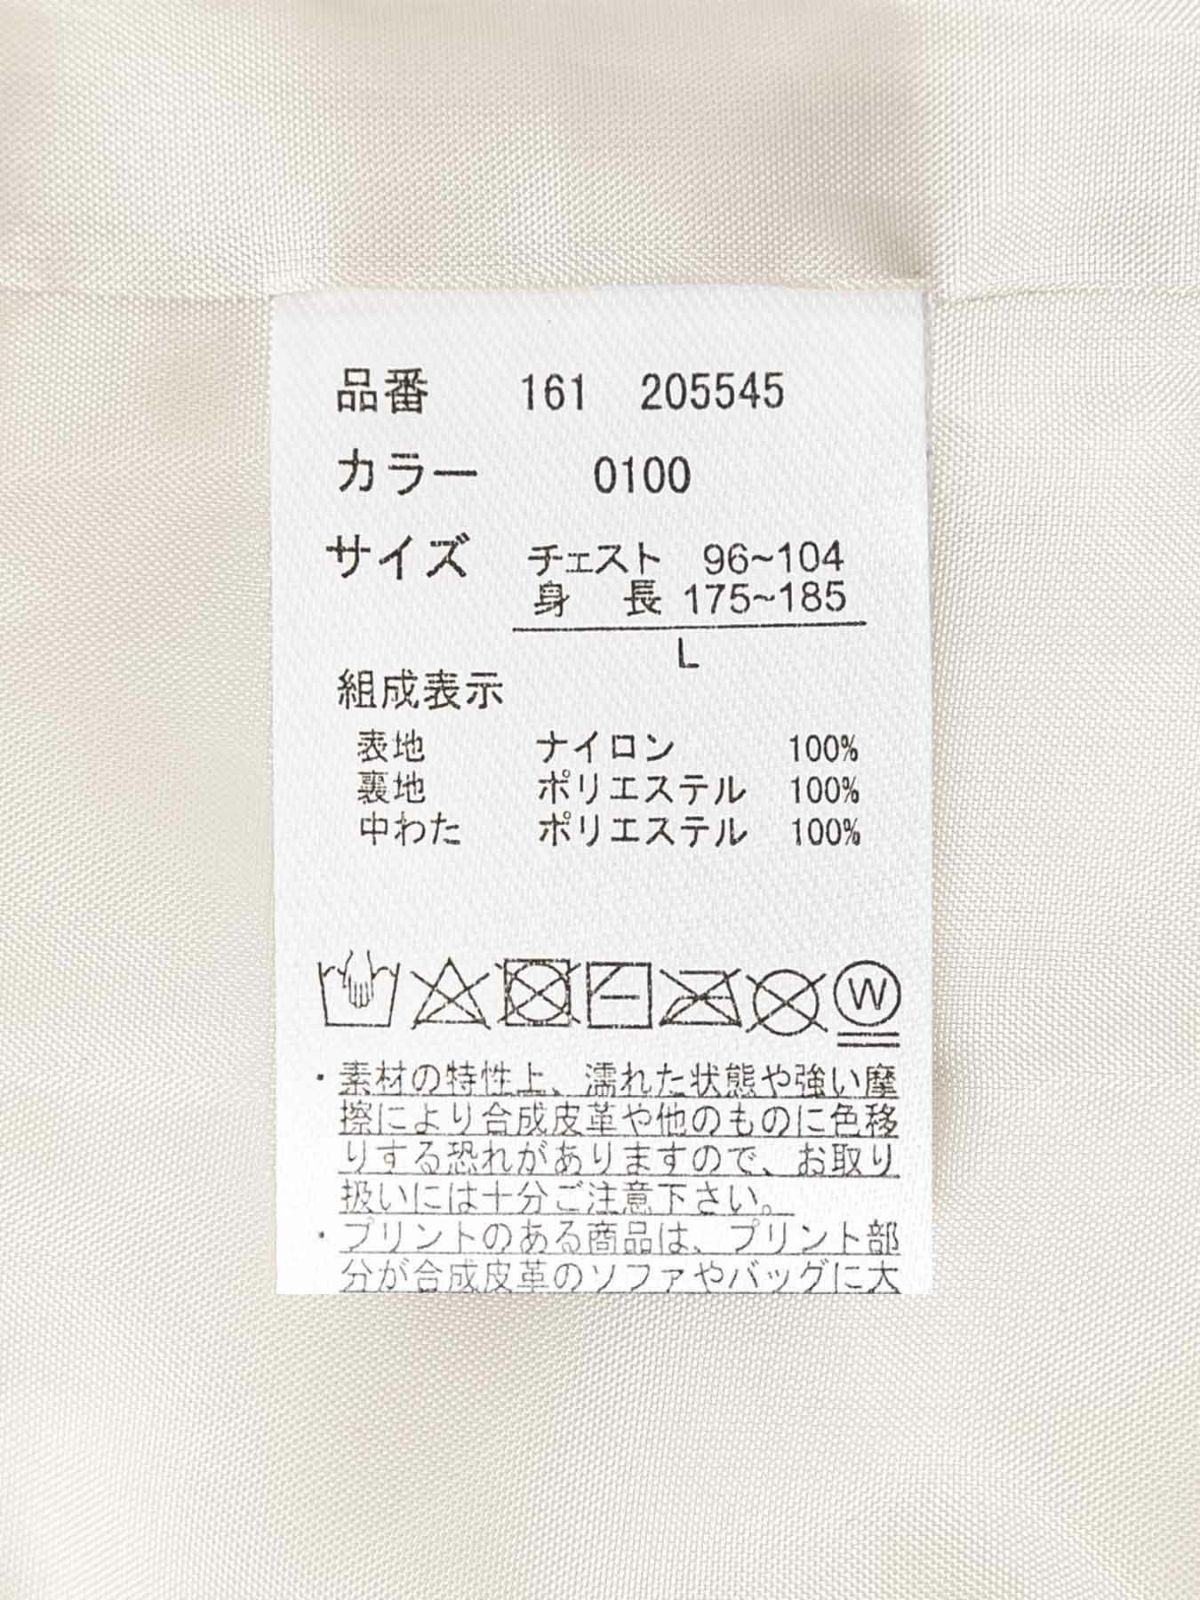 品番 161 205545
カラー 0100
サイズ チェスト 96~104
身 長 175~185
L
組成表示
表地 ナイロン 100%
裏地 ポリエステル 100%
中わた ポリエステル 100%
W
・素材の特性上、濡れた状態や強い摩
擦により合成皮革や他のものに色移
りする恐れがありますので、お取り
扱いには十分ご注意下さい。
・プリントのある商品は、プリント部
分が合成皮革のソファやバッグに大